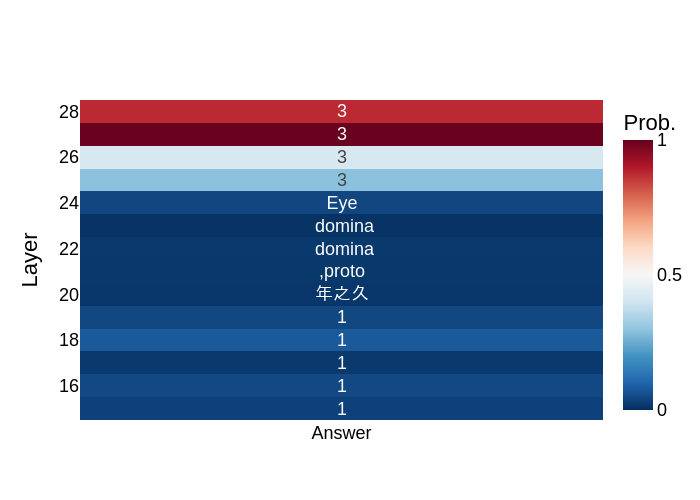 Prob.
28 3 1
3
26 3
3
24 Eye
domina
22 domina
,proto 0.5
20 年之久
1
18 1
1
16 1
1 0
Layer
Answer